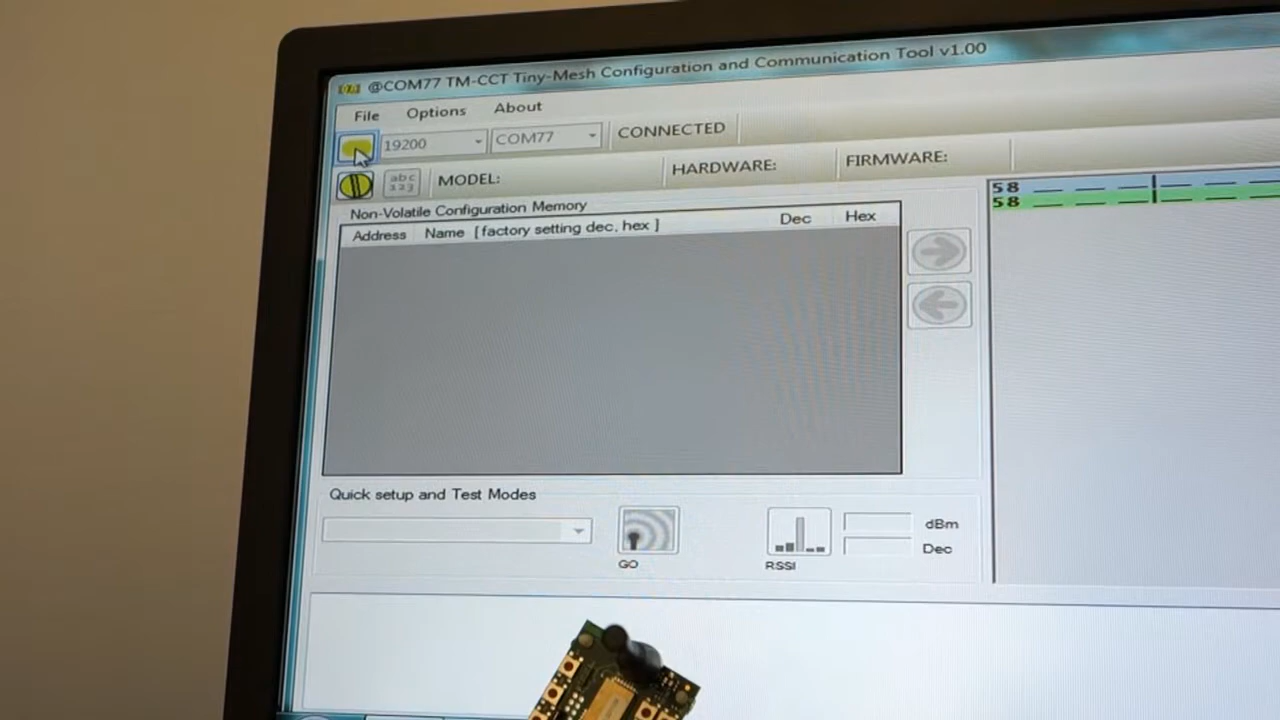 @COM77 TM-CCT Tiny-Mesh Configuration and Communication Tool v1.00
File Options About
19200 COM77 CONNECTED
abc 123 MODEL: HARDWARE: FIRMWARE:
58
58
Non-Volatile Configuration Memory
Address Name [factory setting dec, hex ] Dec Hex
Quick setup and Test Modes
dBm
Dec
GO RSSI